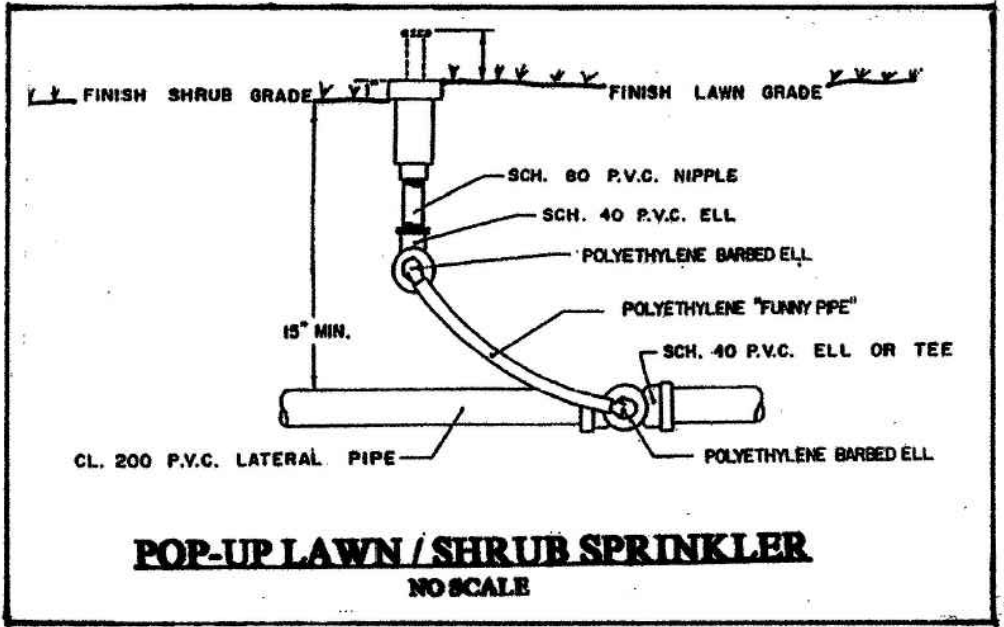 1"
FINISH SHRUB GRADE
FINISH LAWN GRADE
SCH. 80 P.V.C. NIPPLE
SCH. 40 P.V.C. ELL
POLYETHYLENE BARBED ELL
POLYETHYLENE "FUNNY PIPE"
15" MIN.
SCH. 40 P.V.C. ELL OR TEE
CL. 200 P.V.C. LATERAL PIPE
POLYETHYLENE BARBED ELL
POP-UP LAWN / SHRUB SPRINKLER
NO SCALE